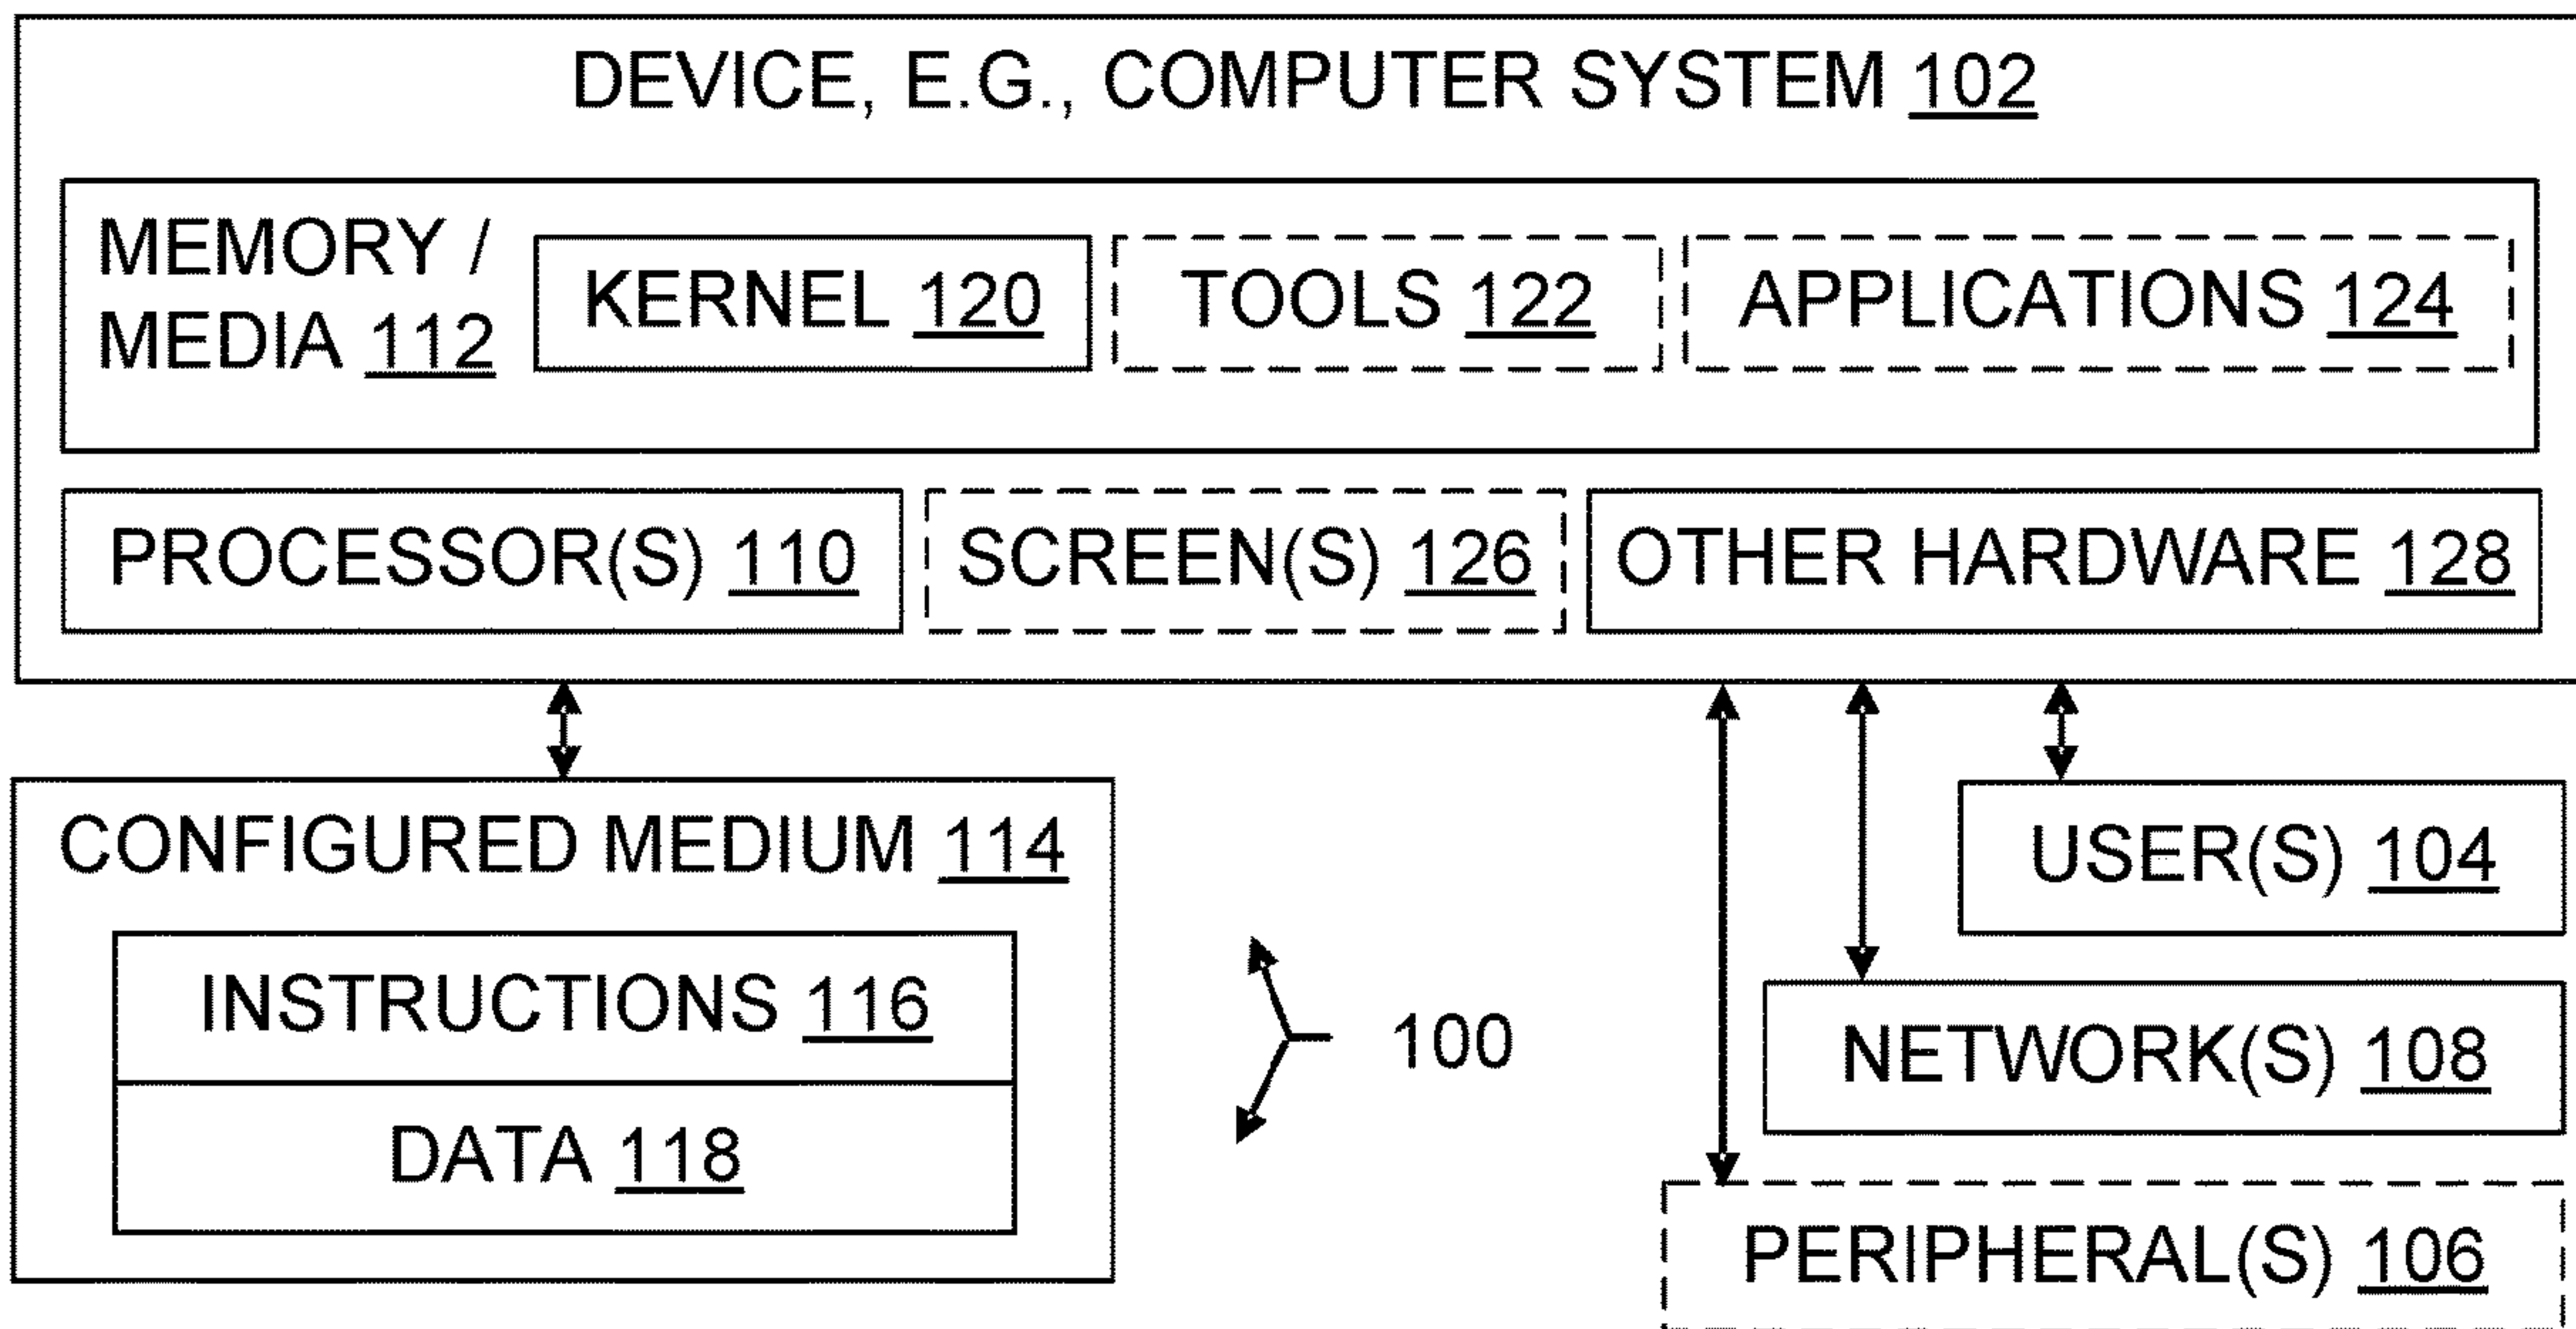 DEVICE, E.G., COMPUTER SYSTEM 102
MEMORY /
MEDIA 112
KERNEL 120
TOOLS 122
APPLICATIONS 124
PROCESSOR(S) 110
SCREEN(S) 126
OTHER HARDWARE 128
CONFIGURED MEDIUM 114
INSTRUCTIONS 116
DATA 118
100
USER(S) 104
NETWORK(S) 108
PERIPHERAL(S) 106